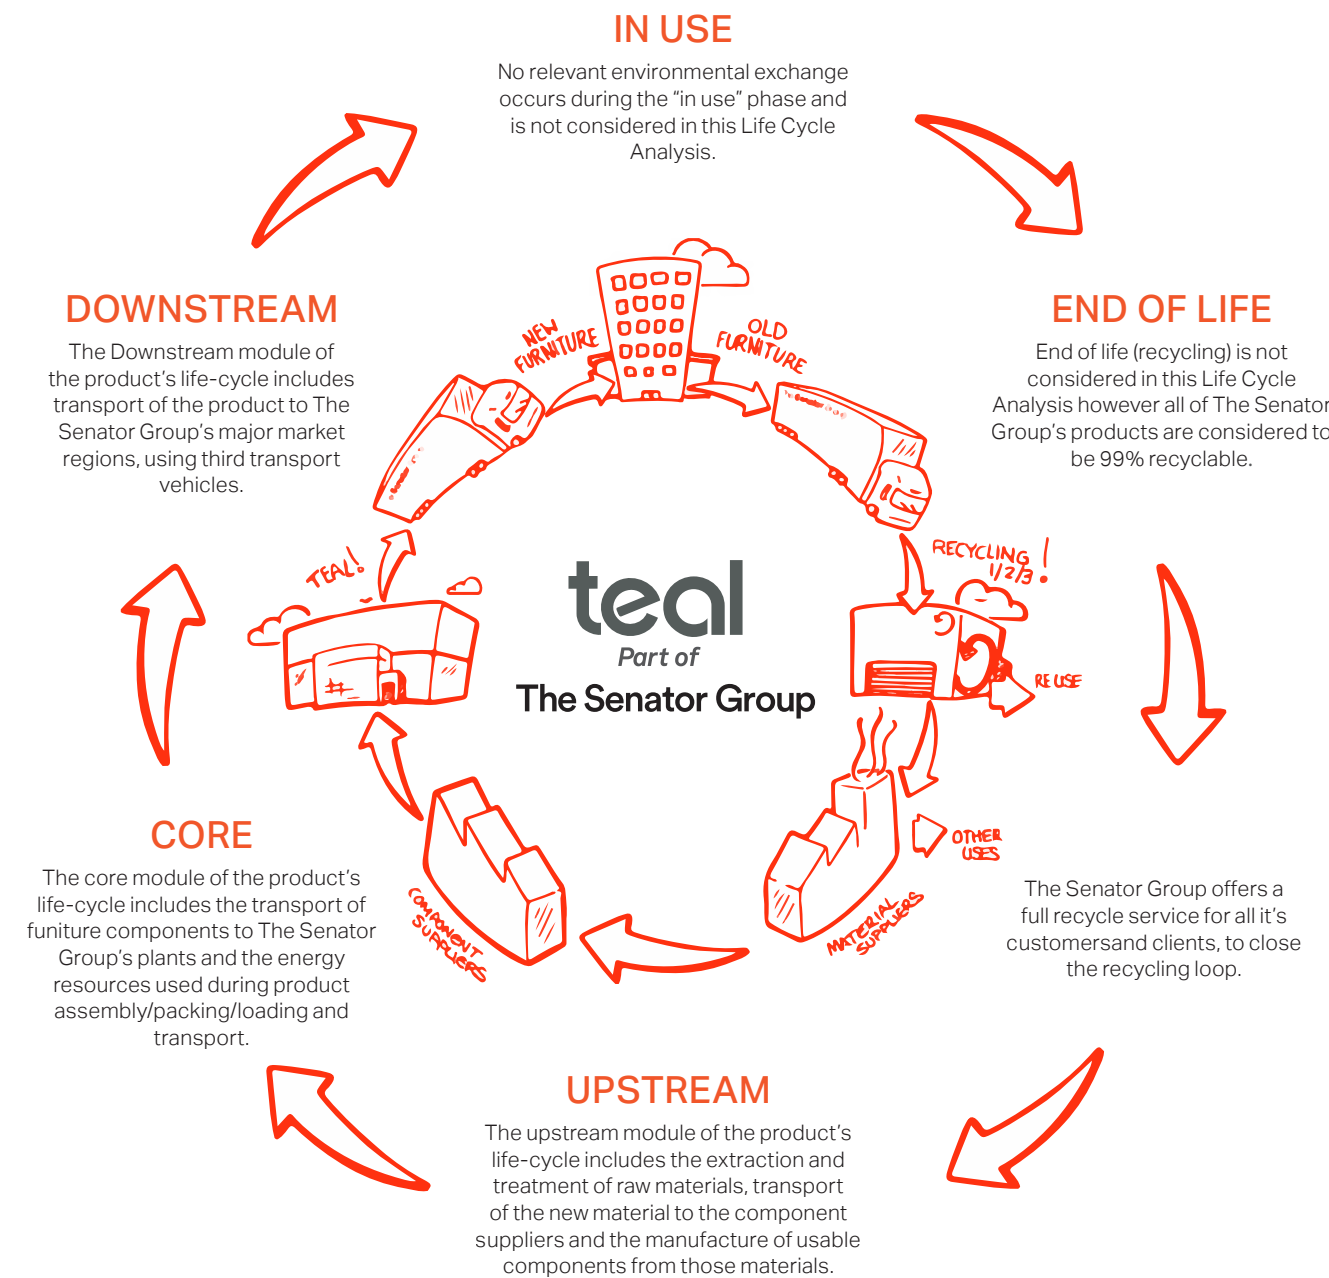 IN USE
No relevant environmental exchange
occurs during the “in use” phase and
is not considered in this Life Cycle
Analysis.
DOWNSTREAM
The Downstream module of
the product’s life-cycle includes
transport of the product to The
Senator Group’s major market
regions, using third transport
vehicles.
END OF LIFE
End of life (recycling) is not
considered in this Life Cycle
Analysis however all of The Senator
Group’s products are considered to
be 99% recyclable.
NEW
FURNITURE
OLD
FURNITURE
TEAL!
RECYCLING!
1/2/3
RE USE
teal
Part of
The Senator Group
OTHER
USES
MATERIAL
SUPPLIERS
COMPONENT
SUPPLIERS
CORE
The core module of the product’s
life-cycle includes the transport of
funiture components to The Senator
Group’s plants and the energy
resources used during product
assembly/packing/loading and
transport.
The Senator Group offers a
full recycle service for all it’s
customersand clients, to close
the recycling loop.
UPSTREAM
The upstream module of the product’s
life-cycle includes the extraction and
treatment of raw materials, transport
of the new material to the component
suppliers and the manufacture of usable
components from those materials.